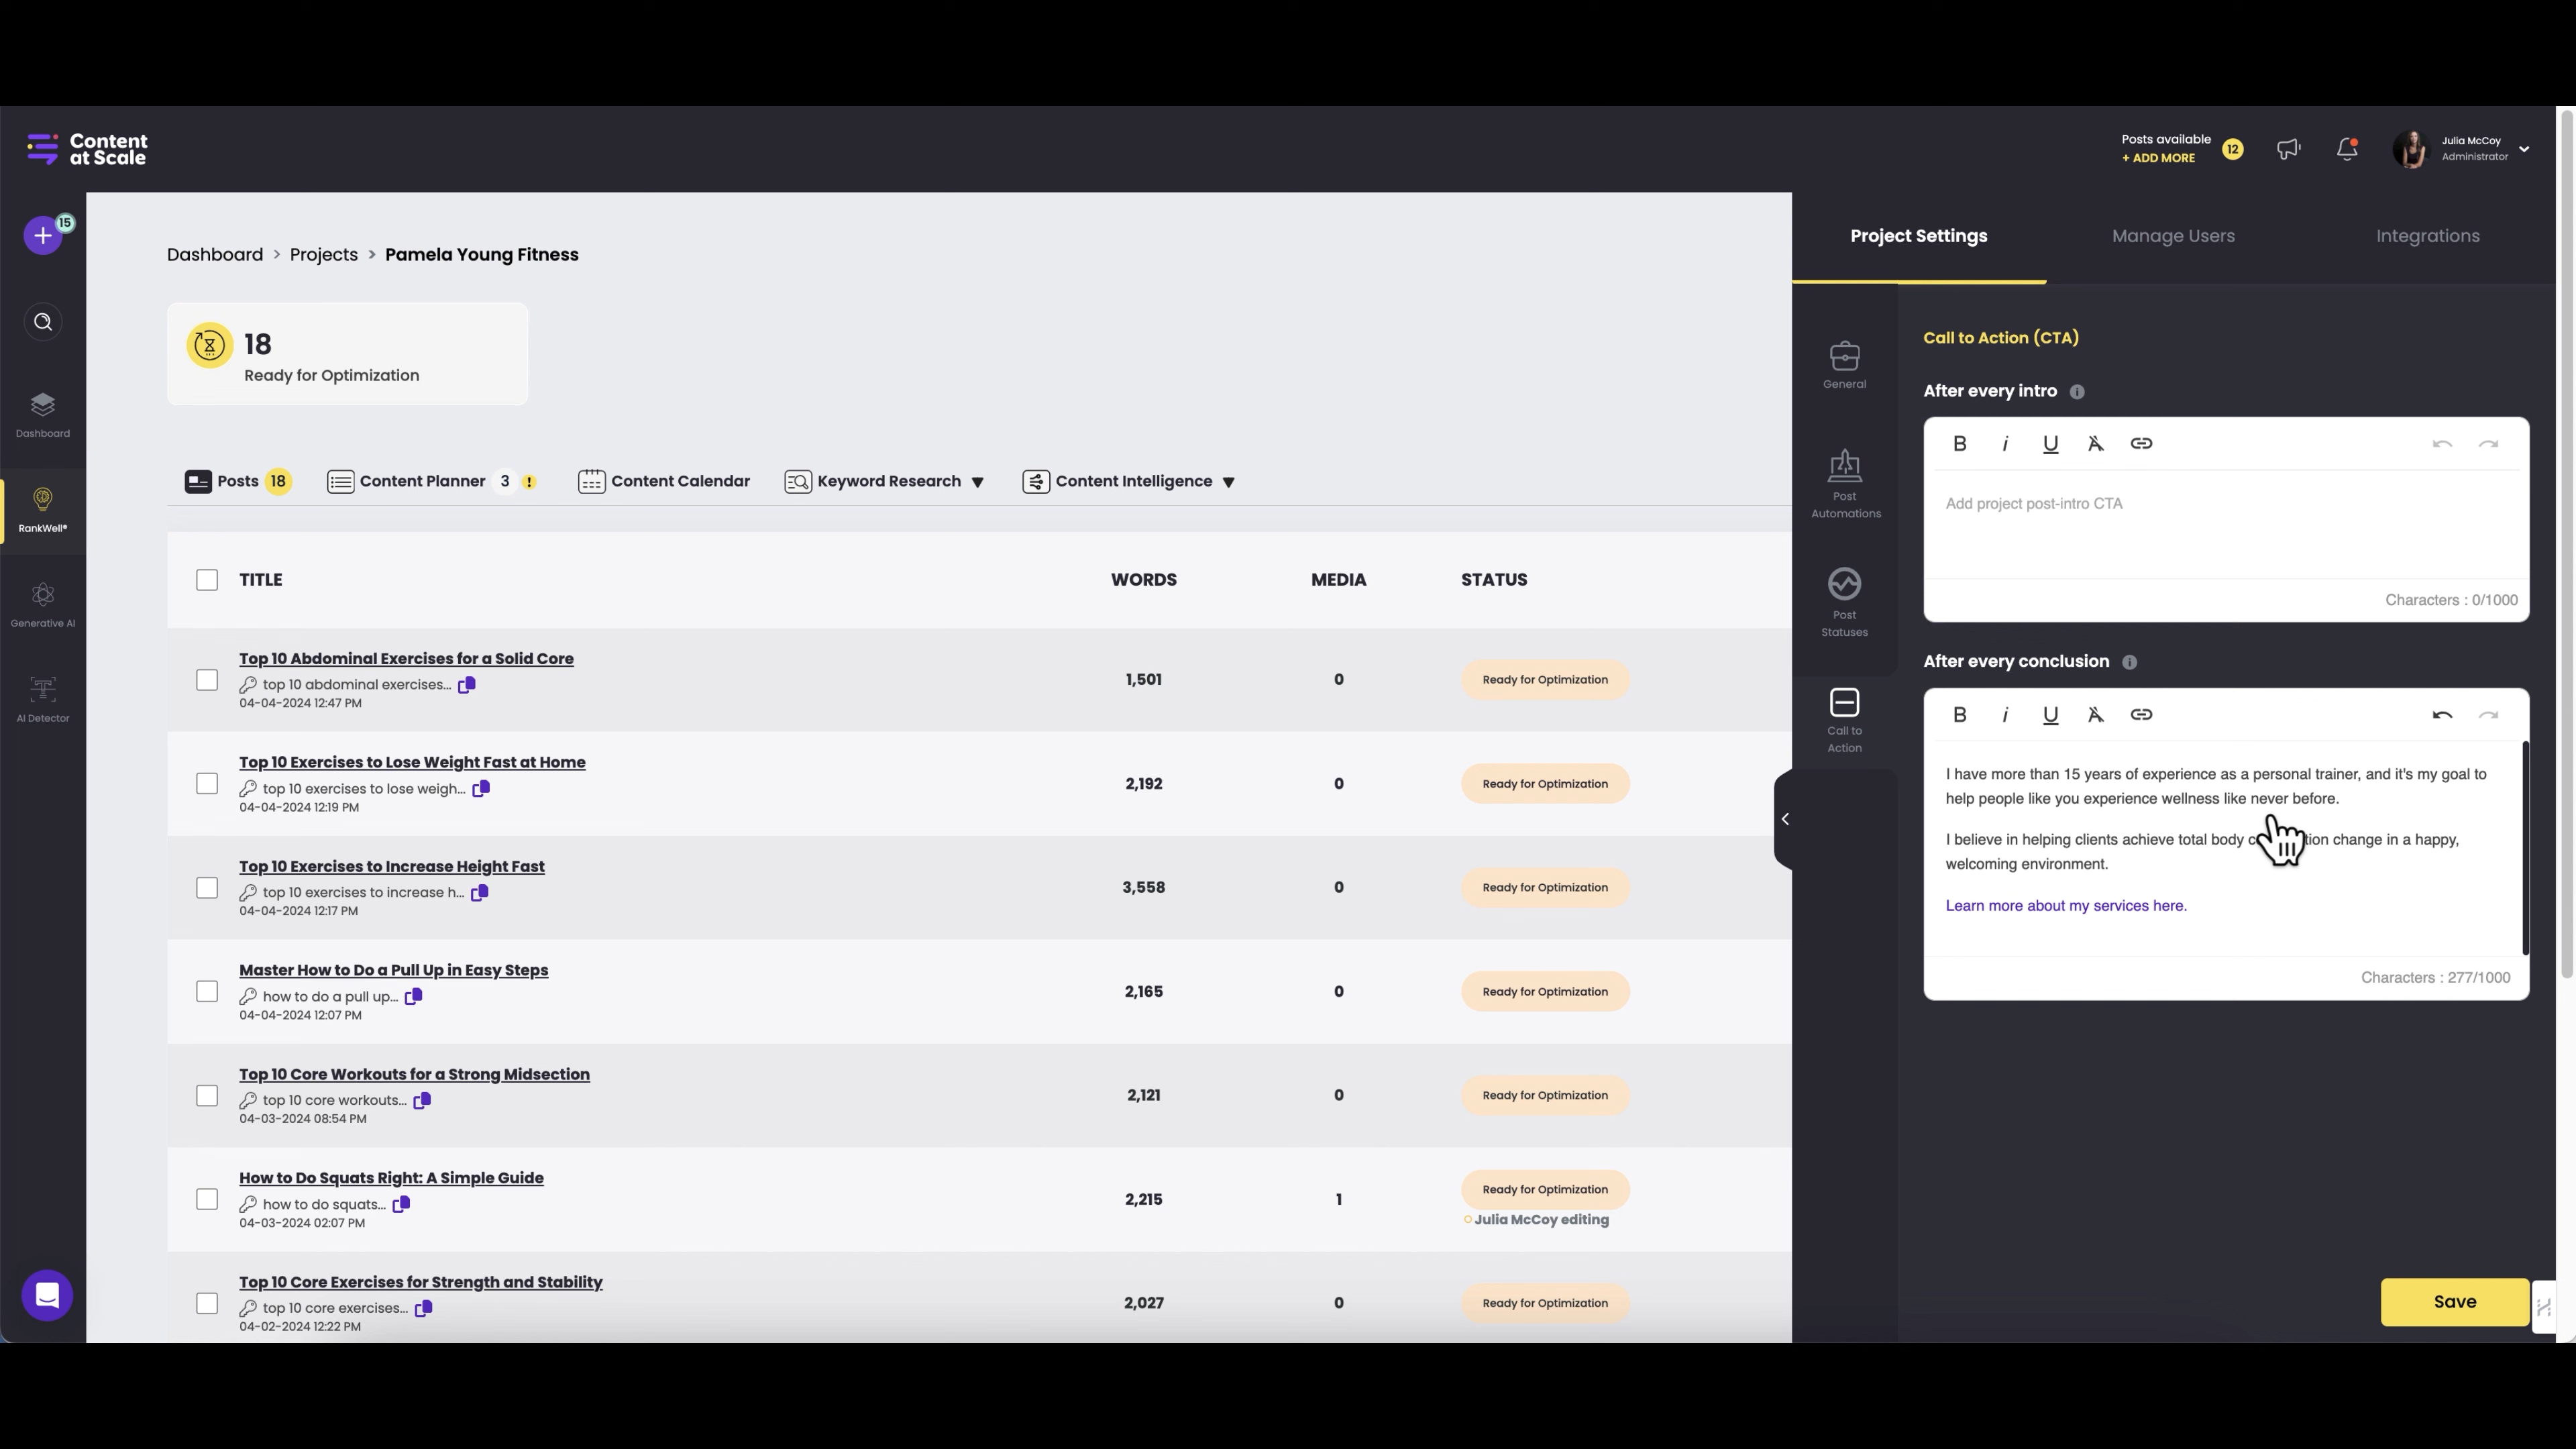 Content
at Scale
Posts available
+ ADD MORE
12
Julia McCoy
Administrator
15
Dashboard
RankWell®
Generative AI
AI Detector
Dashboard > Projects > Pamela Young Fitness
18
Ready for Optimization
Posts 18
Content Planner 3 !
Content Calendar
Keyword Research
Content Intelligence
TITLE WORDS MEDIA STATUS
Top 10 Abdominal Exercises for a Solid Core
top 10 abdominal exercises...
04-04-2024 12:47 PM
1,501 0 Ready for Optimization
Top 10 Exercises to Lose Weight Fast at Home
top 10 exercises to lose weigh...
04-04-2024 12:19 PM
2,192 0 Ready for Optimization
Top 10 Exercises to Increase Height Fast
top 10 exercises to increase h...
04-04-2024 12:17 PM
3,558 0 Ready for Optimization
Master How to Do a Pull Up in Easy Steps
how to do a pull up...
04-04-2024 12:07 PM
2,165 0 Ready for Optimization
Top 10 Core Workouts for a Strong Midsection
top 10 core workouts...
04-03-2024 08:54 PM
2,121 0 Ready for Optimization
How to Do Squats Right: A Simple Guide
how to do squats...
04-03-2024 02:07 PM
2,215 1 Ready for Optimization
Julia McCoy editing
Top 10 Core Exercises for Strength and Stability
top 10 core exercises...
04-02-2024 12:22 PM
2,027 0 Ready for Optimization
Project Settings
Manage Users
Integrations
General
Post
Automations
Post
Statuses
Call to
Action
Call to Action (CTA)
After every intro
B i U A
Add project post-intro CTA
Characters : 0/1000
After every conclusion
B i U A
I have more than 15 years of experience as a personal trainer, and it's my goal to
help people like you experience wellness like never before.
I believe in helping clients achieve total body change in a happy,
welcoming environment.
Learn more about my services here.
Characters : 277/1000
Save